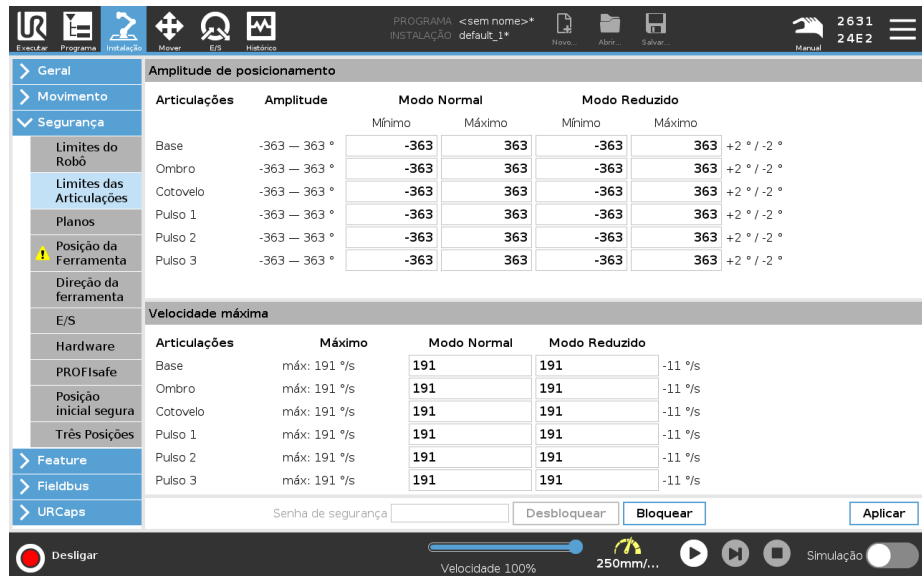 PROGRAMA <sem nome>*
INSTALAÇÃO default_1*
Executar Programa Instalação Mover E/S Histórico Novo... Abrir... Salvar... Manual
2631
24E2
Geral
Movimento
Segurança
Limites do
Robô
Limites das
Articulações
Planos
Posição da
Ferramenta
Direção da
ferramenta
E/S
Hardware
PROFIsafe
Posição
inicial segura
Três Posições
Feature
Fieldbus
URCaps
Amplitude de posicionamento
Articulações Amplitude Modo Normal Modo Reduzido
Mínimo Máximo Mínimo Máximo
Base -363 — 363 ° -363 363 -363 363 +2 ° / -2 °
Ombro -363 — 363 ° -363 363 -363 363 +2 ° / -2 °
Cotovelo -363 — 363 ° -363 363 -363 363 +2 ° / -2 °
Pulso 1 -363 — 363 ° -363 363 -363 363 +2 ° / -2 °
Pulso 2 -363 — 363 ° -363 363 -363 363 +2 ° / -2 °
Pulso 3 -363 — 363 ° -363 363 -363 363 +2 ° / -2 °
Velocidade máxima
Articulações Máximo Modo Normal Modo Reduzido
Base máx: 191 °/s 191 191 -11 °/s
Ombro máx: 191 °/s 191 191 -11 °/s
Cotovelo máx: 191 °/s 191 191 -11 °/s
Pulso 1 máx: 191 °/s 191 191 -11 °/s
Pulso 2 máx: 191 °/s 191 191 -11 °/s
Pulso 3 máx: 191 °/s 191 191 -11 °/s
Senha de segurança Desbloquear Bloquear Aplicar
Desligar Velocidade 100% 250mm/... Simulação